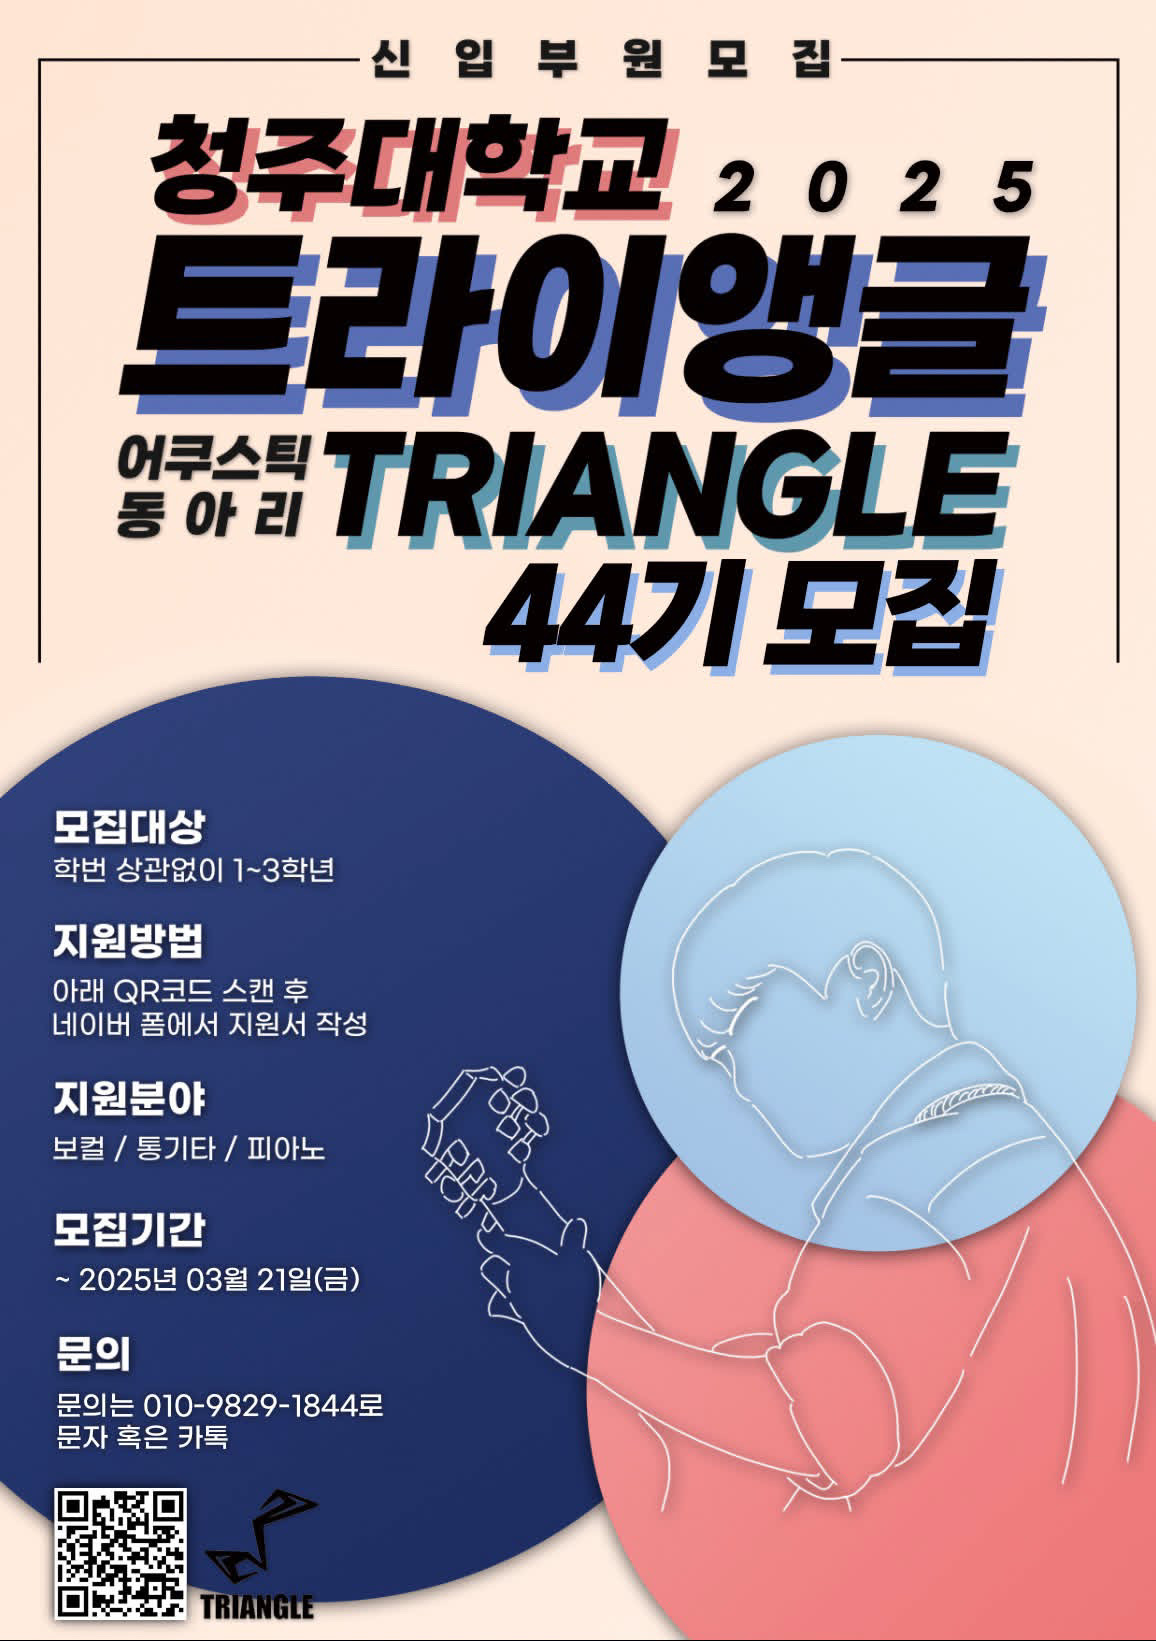 신입부원모집
청주대학교 2025
트라이앵글
어쿠스틱
동아리
TRIANGLE
44기 모집
모집대상
학번 상관없이 1~3학년
지원방법
아래 QR코드 스캔 후
네이버 폼에서 지원서 작성
지원분야
보컬 / 통기타 / 피아노
모집기간
~ 2025년 03월 21일(금)
문의
문의는 010-9829-1844로
문자 혹은 카톡
TRIANGLE